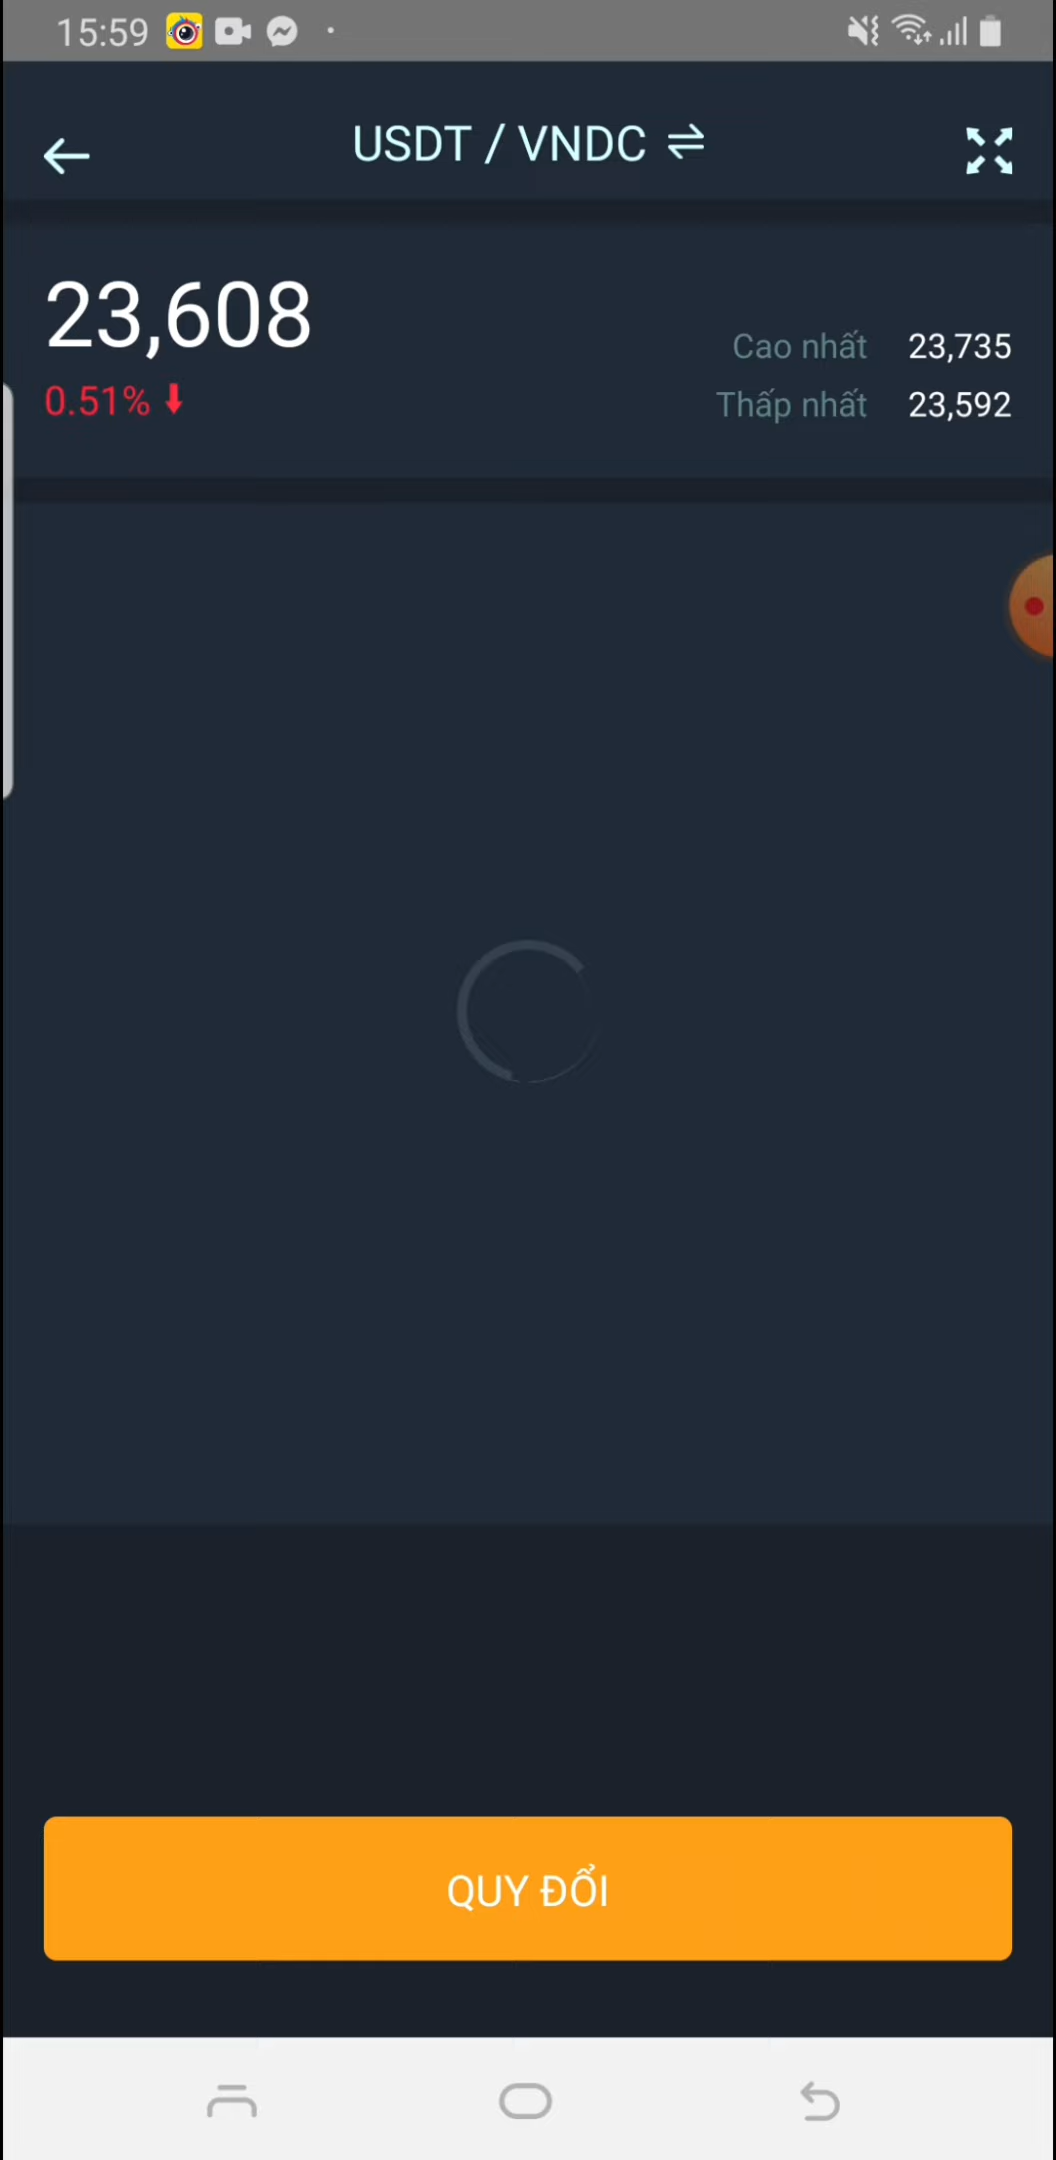 15:59
USDT / VNDC
23,608
0.51%
Cao nhất 23,735
Thấp nhất 23,592
QUY ĐỔI